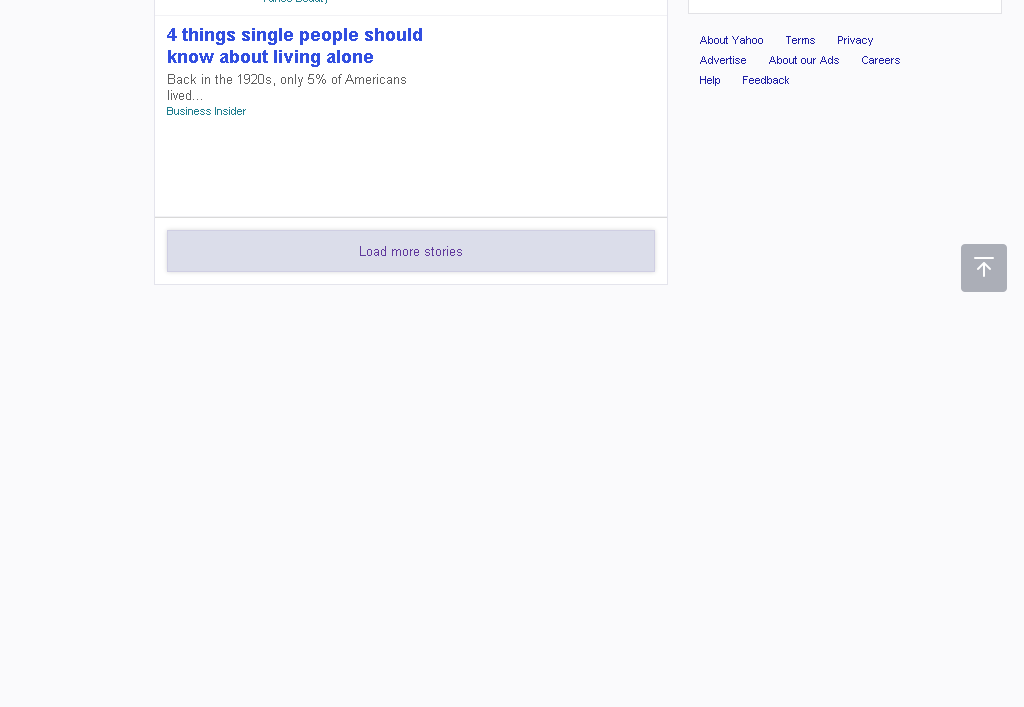 4 things single people should
know about living alone
Back in the 1920s, only 5% of Americans
lived...
Business Insider
Load more stories
About Yahoo Terms Privacy
Advertise About our Ads Careers
Help Feedback